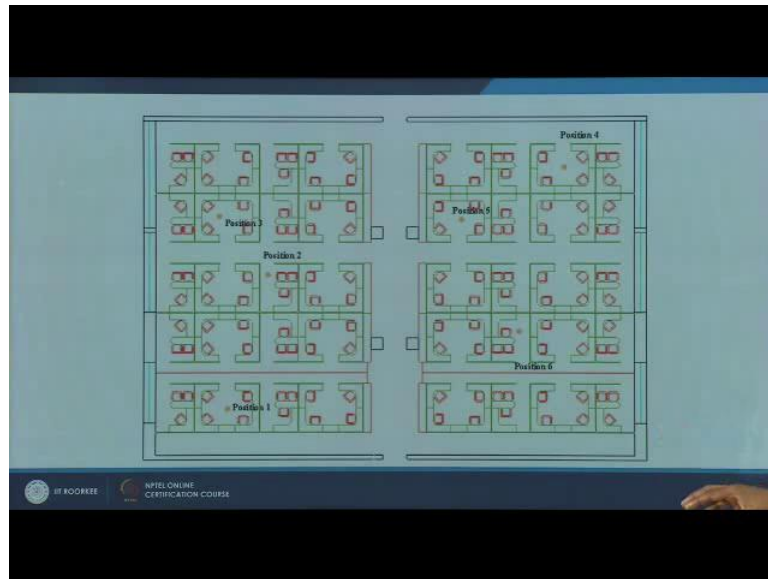 Position 4
Position 5
Position 3
Position 2
Position 6
Position 1
IIT ROORKEE
NPTEL ONLINE
CERTIFICATION COURSE